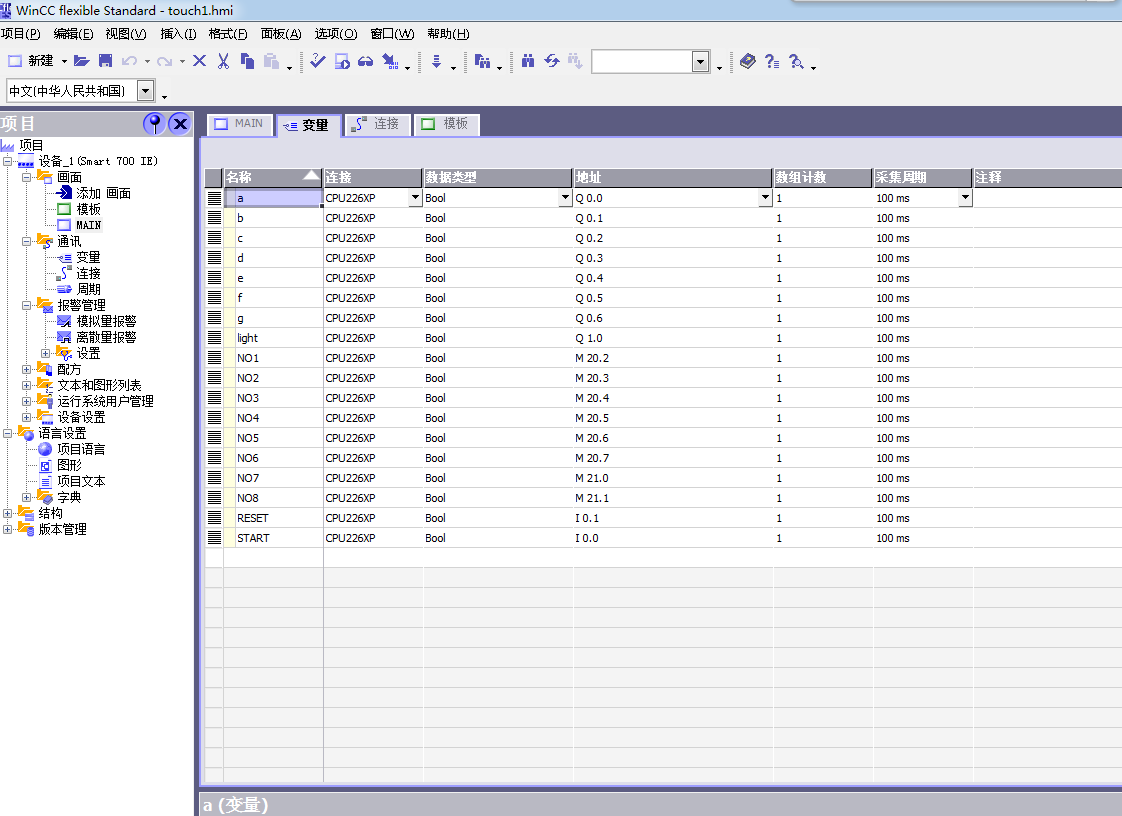 WinCC flexible Standard - touch1.hmi
项目(P) 编辑(E) 视图(V) 插入(I) 格式(F) 面板(A) 选项(O) 窗口(W) 帮助(H)
新建
中文(中华人民共和国)
项目
MAIN 变量 连接 模板
项目
设备_1(Smart 700 IE)
画面
添加 画面
模板
MAIN
通讯
变量
连接
周期
报警管理
模拟量报警
离散量报警
设置
配方
文本和图形列表
运行系统用户管理
设备设置
语言设置
项目语言
图形
项目文本
字典
结构
版本管理
名称 连接 数据类型 地址 数组计数 采集周期 注释
a CPU226XP Bool Q 0.0 1 100 ms
b CPU226XP Bool Q 0.1 1 100 ms
c CPU226XP Bool Q 0.2 1 100 ms
d CPU226XP Bool Q 0.3 1 100 ms
e CPU226XP Bool Q 0.4 1 100 ms
f CPU226XP Bool Q 0.5 1 100 ms
g CPU226XP Bool Q 0.6 1 100 ms
light CPU226XP Bool Q 1.0 1 100 ms
NO1 CPU226XP Bool M 20.2 1 100 ms
NO2 CPU226XP Bool M 20.3 1 100 ms
NO3 CPU226XP Bool M 20.4 1 100 ms
NO4 CPU226XP Bool M 20.5 1 100 ms
NO5 CPU226XP Bool M 20.6 1 100 ms
NO6 CPU226XP Bool M 20.7 1 100 ms
NO7 CPU226XP Bool M 21.0 1 100 ms
NO8 CPU226XP Bool M 21.1 1 100 ms
RESET CPU226XP Bool I 0.1 1 100 ms
START CPU226XP Bool I 0.0 1 100 ms
a (变量)